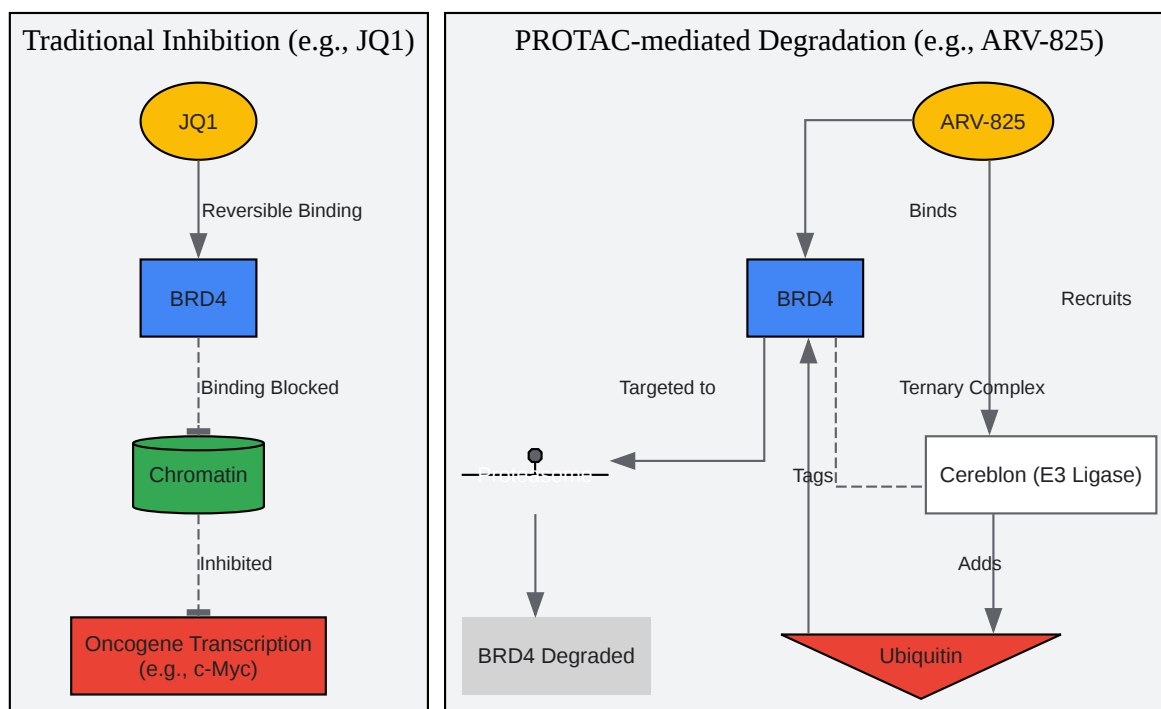 Traditional Inhibition (e.g., JQ1)
JQ1
Reversible Binding
BRD4
Binding Blocked
Chromatin
Inhibited
Oncogene Transcription
(e.g., c-Myc)
PROTAC-mediated Degradation (e.g., ARV-825)
ARV-825
Binds
BRD4
Recruits
Targeted to
Ternary Complex
Proteasome
Tags
Cereblon (E3 Ligase)
Adds
BRD4 Degraded
Ubiquitin